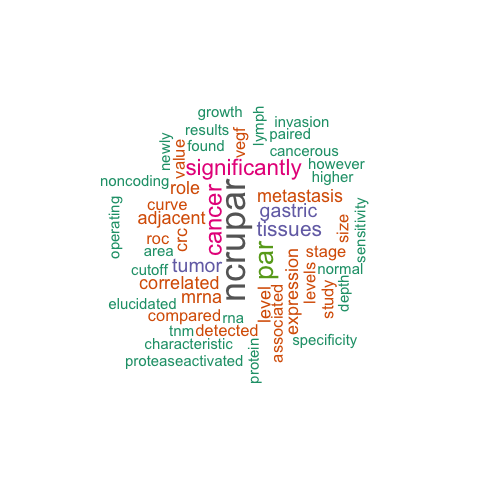 growth
lymph
invasion
results
paired
vegf
found
newly
value
cancerous
significantly
however
higher
noncoding
role
cancer
ncrupar
metastasis
curve
gastric
adjacent
size
sensitivity
operating
roc
crc
tissues
par
area
stage
cutoff
tumor
normal
correlated
levels
depth
mrna
expression
elucidated
level
study
compared
rna
associated
tnm
detected
specificity
characteristic
protein
proteaseactivated